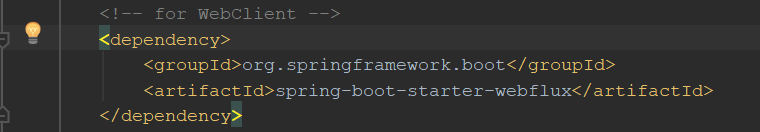 <!-- for WebClient -->
<dependency>
<groupId>org.springframework.boot</groupId>
<artifactId>spring-boot-starter-webflux</artifactId>
</dependency>